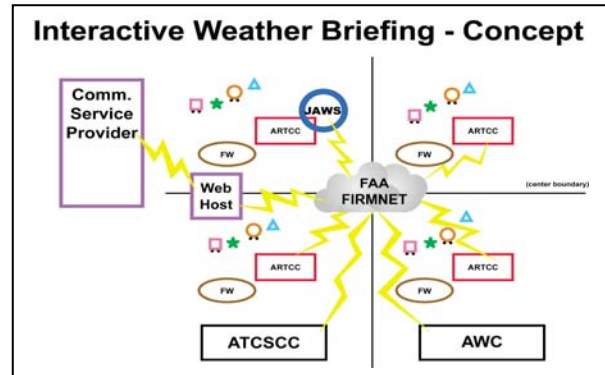 Interactive Weather Briefing - Concept
Comm.
Service
Provider
JAWS
ARTCC
FW
ARTCC
FW
Web
Host
FAA
FIRMNET
(center boundary)
ARTCC
FW
ARTCC
FW
ATCSCC
AWC